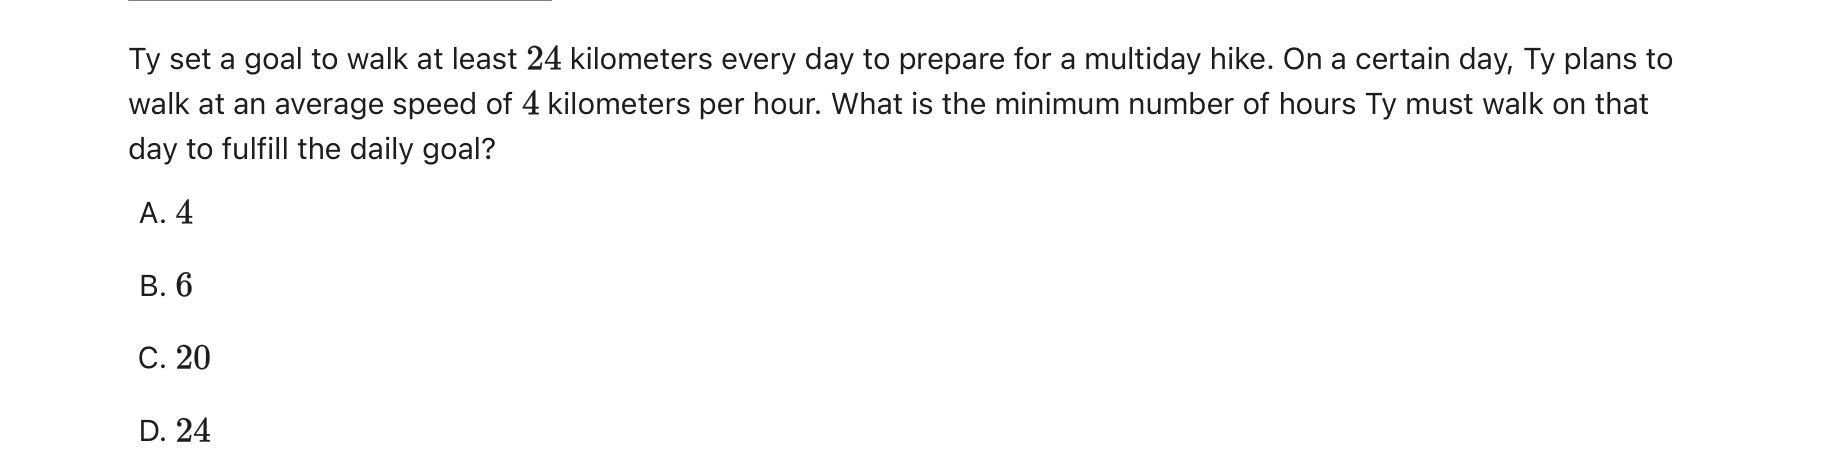 Ty set a goal to walk at least 24 kilometers every day to prepare for a multiday hike. On a certain day, Ty plans to
walk at an average speed of 4 kilometers per hour. What is the minimum number of hours Ty must walk on that
day to fulfill the daily goal?
A. 4
B. 6
C. 20
D. 24